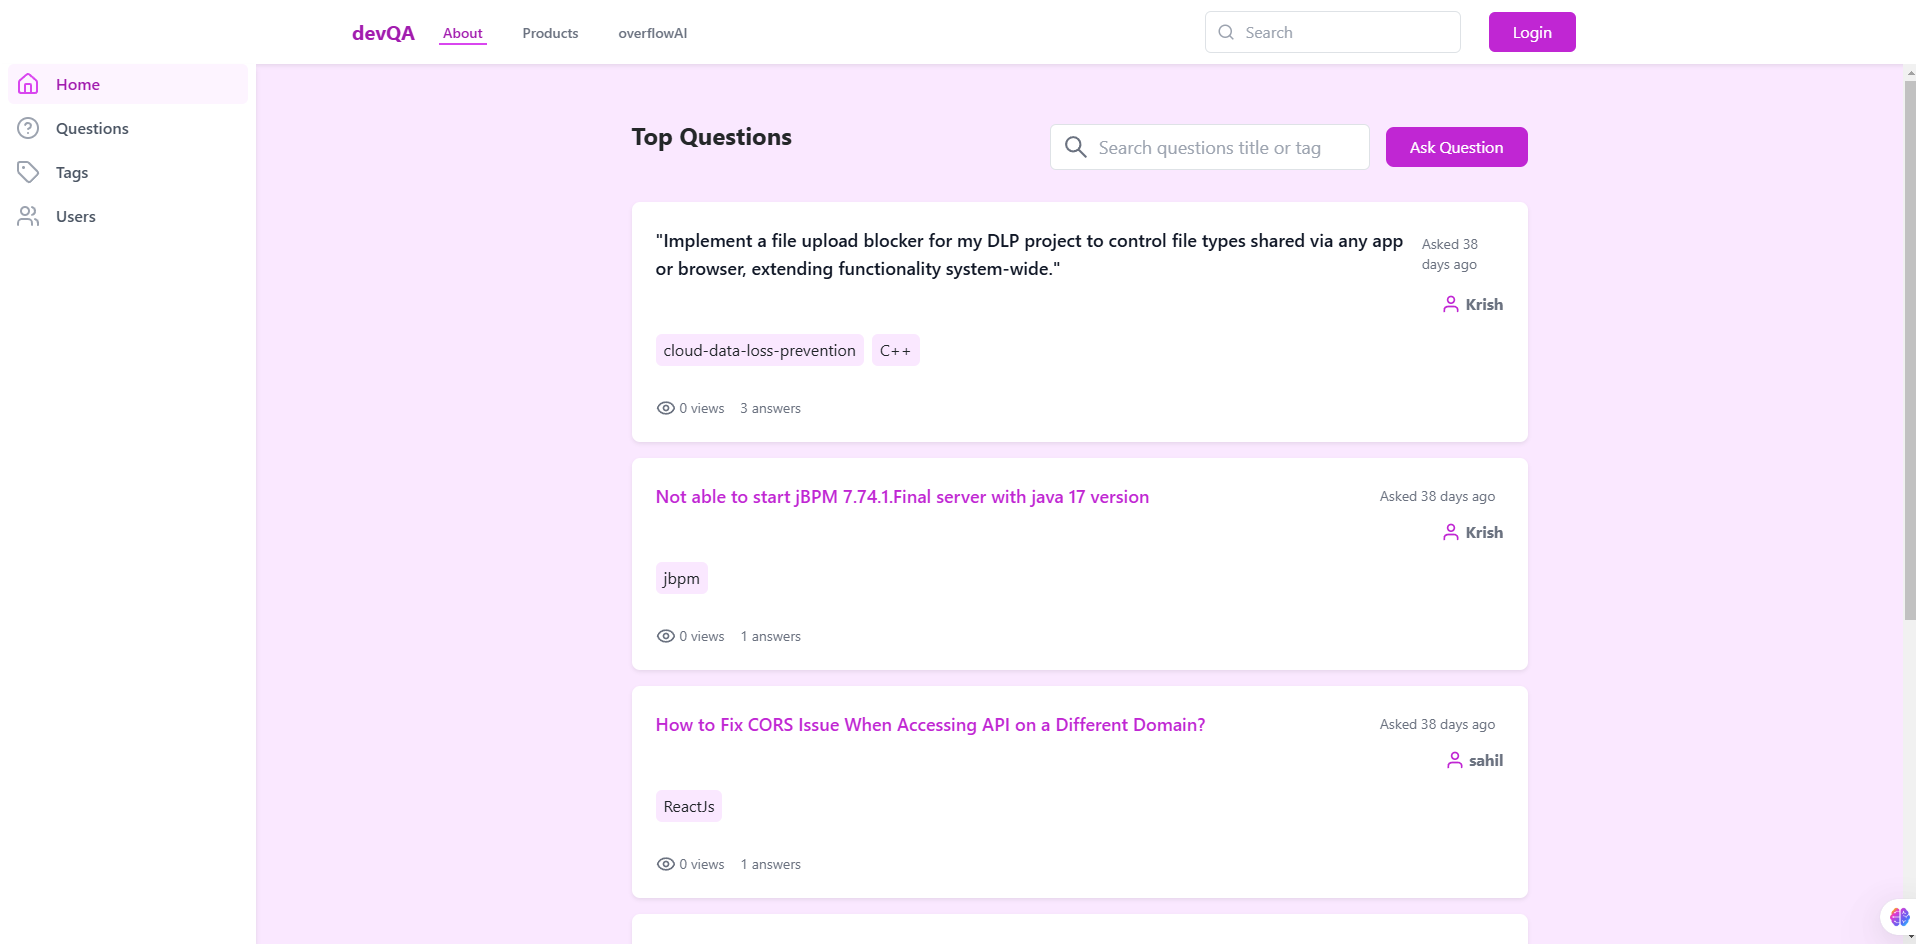 devQA
About
Products
overflowAI
Search
Login
Home
Questions
Tags
Users
Top Questions
Search questions title or tag
Ask Question
"Implement a file upload blocker for my DLP project to control file types shared via any app
or browser, extending functionality system-wide."
Asked 38
days ago
Krish
cloud-data-loss-prevention
C++
0 views
3 answers
Not able to start jBPM 7.74.1.Final server with java 17 version
Asked 38 days ago
Krish
jbpm
0 views
1 answers
How to Fix CORS Issue When Accessing API on a Different Domain?
Asked 38 days ago
sahil
ReactJs
0 views
1 answers